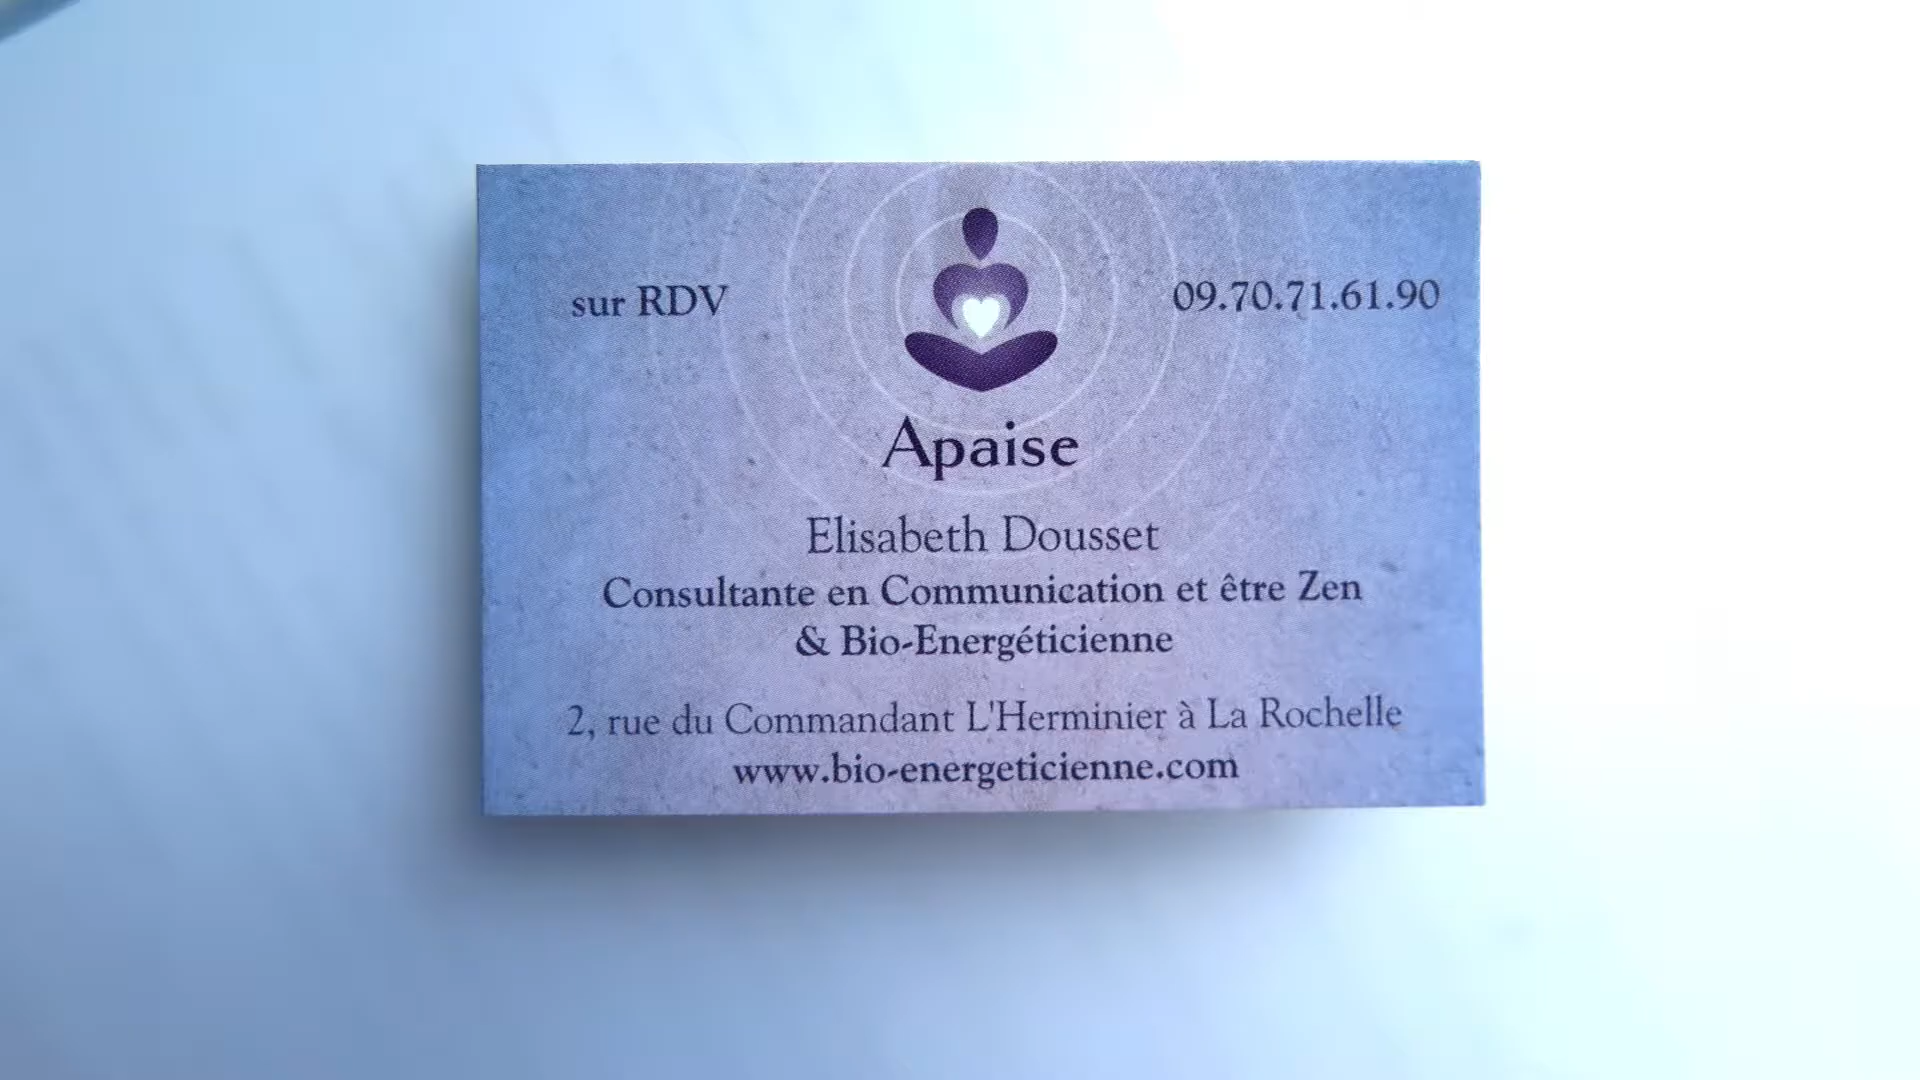 sur RDV
09.70.71.61.90
Apaise
Elisabeth Dousset
Consultante en Communication et être Zen
& Bio-Energéticienne
2, rue du Commandant L'Herminier à La Rochelle
www.bio-energeticienne.com